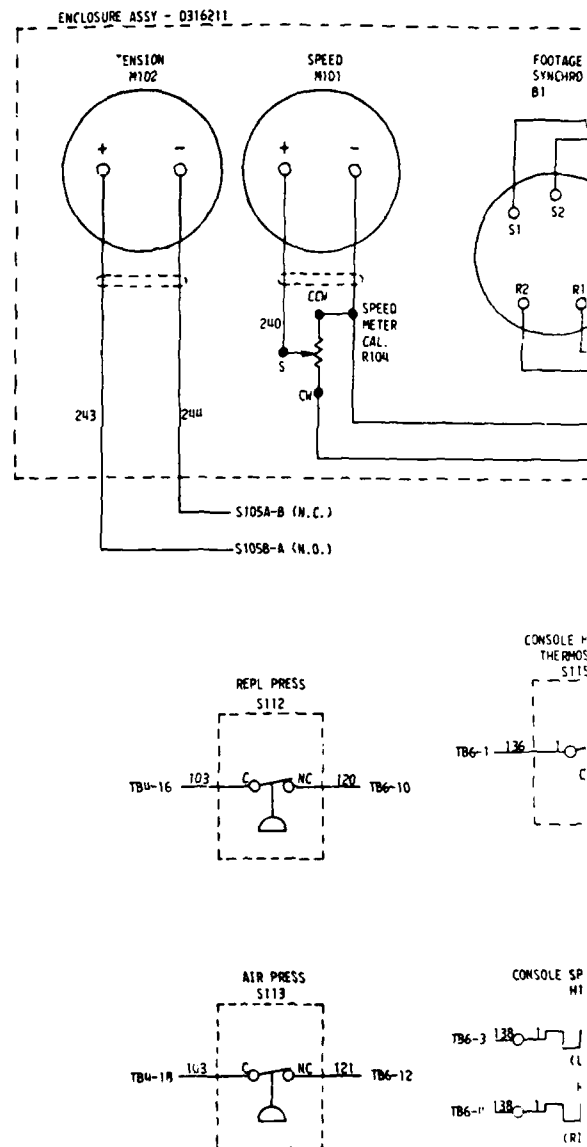 ENCLOSURE ASSY - D316211
TENSION
M102
SPEED
M101
FOOTAGE
SYNCHRO
B1
+ -
+ -
S1
S2
R2
R1
CCW
SPEED
METER
CAL.
R104
240
S
CW
243
244
S105A-B (N.C.)
S105B-A (N.O.)
CONSOLE H
THERMOS
S115
REPL PRESS
S112
TB4-16 103 C NC 120 TB6-10
TB6-1 136 1
C
AIR PRESS
S113
TB4-18 103 C NC 121 TB6-12
CONSOLE SP
H1
TB6-3 138 1
(L
TB6- 138 1
(R)